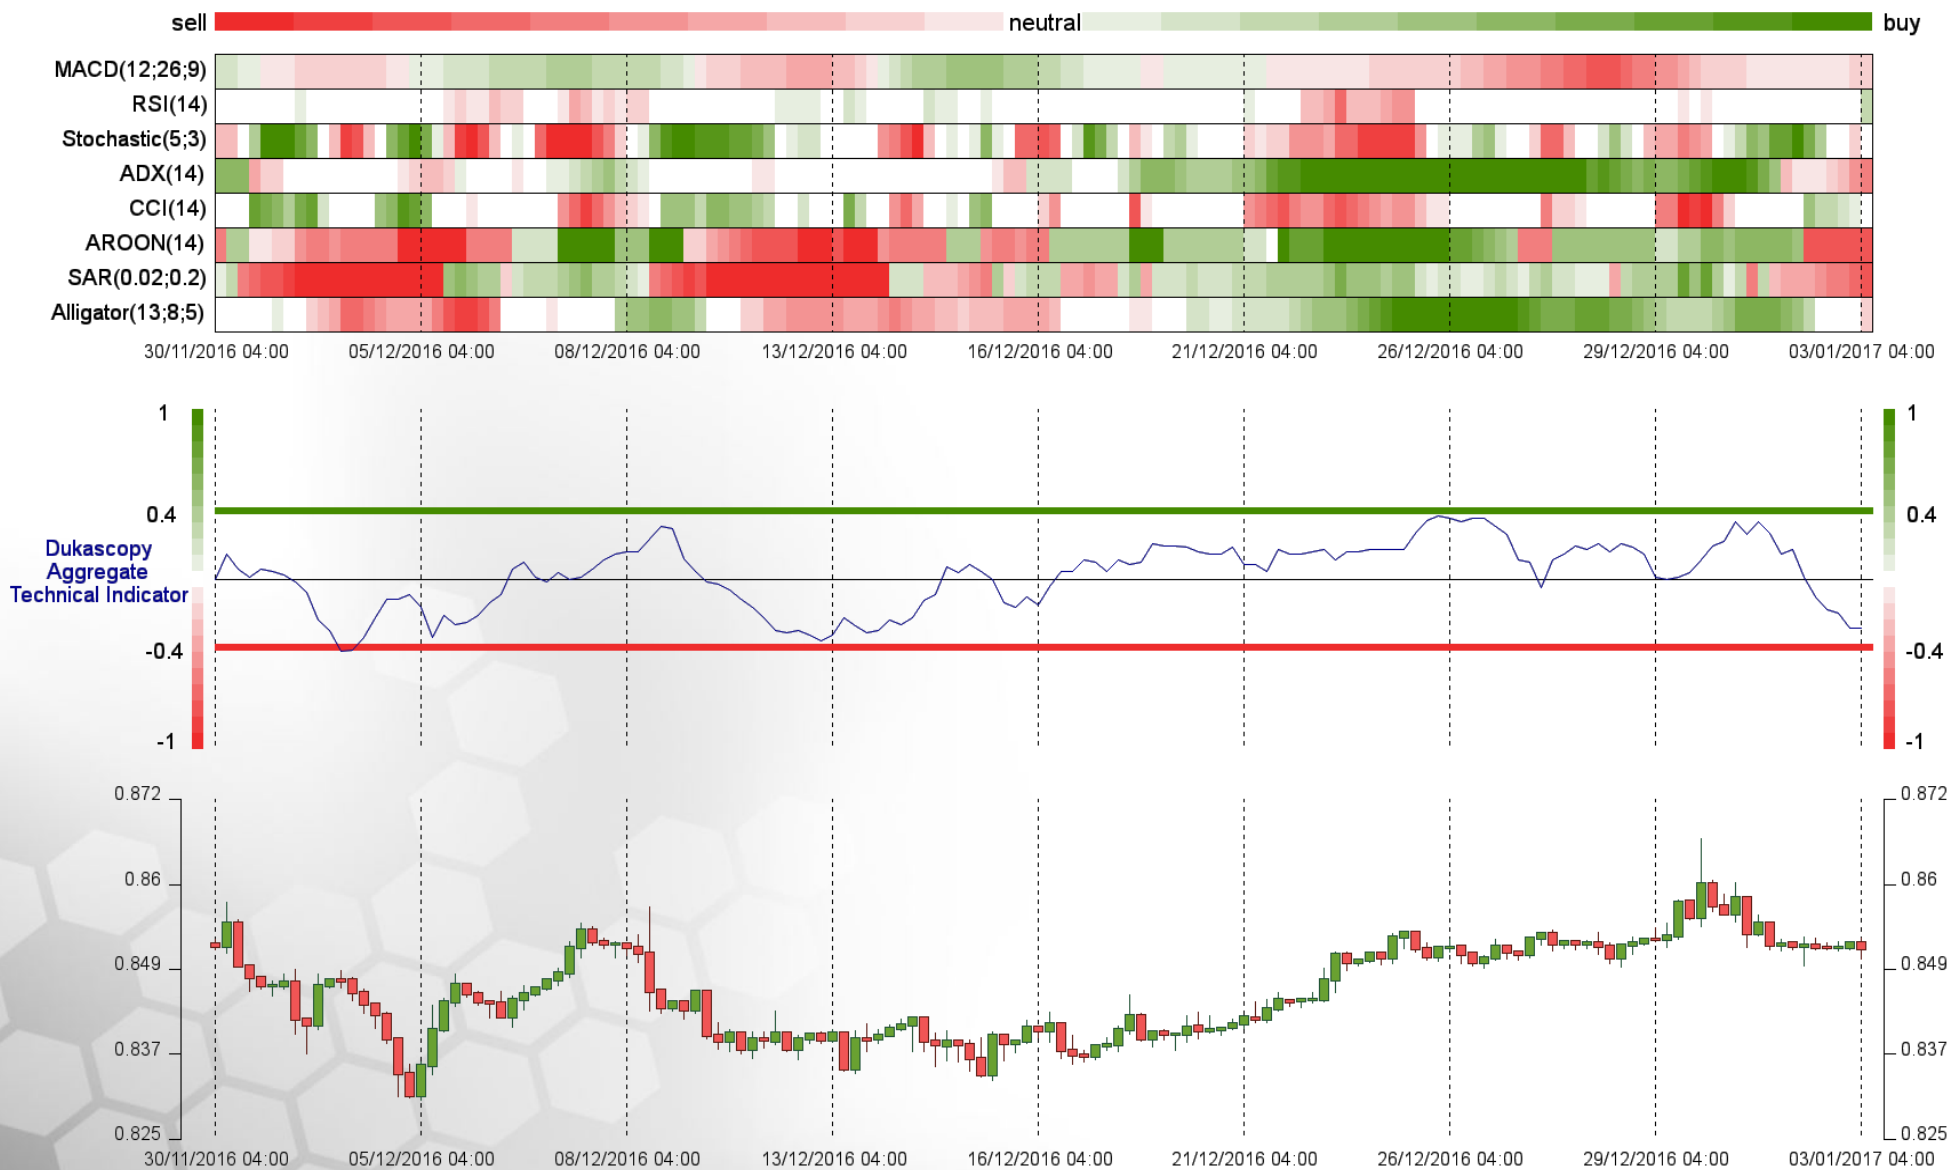 sell neutral buy
MACD(12;26;9)
RSI(14)
Stochastic(5;3)
ADX(14)
CCI(14)
AROON(14)
SAR(0.02;0.2)
Alligator(13;8;5)
30/11/2016 04:00 05/12/2016 04:00 08/12/2016 04:00 13/12/2016 04:00 16/12/2016 04:00 21/12/2016 04:00 26/12/2016 04:00 29/12/2016 04:00 03/01/2017 04:00
1 1
0.4 0.4
Dukascopy
Aggregate
Technical Indicator
-0.4 -0.4
-1 -1
0.872 0.872
0.86 0.86
0.849 0.849
0.837 0.837
0.825 0.825
30/11/2016 04:00 05/12/2016 04:00 08/12/2016 04:00 13/12/2016 04:00 16/12/2016 04:00 21/12/2016 04:00 26/12/2016 04:00 29/12/2016 04:00 03/01/2017 04:00